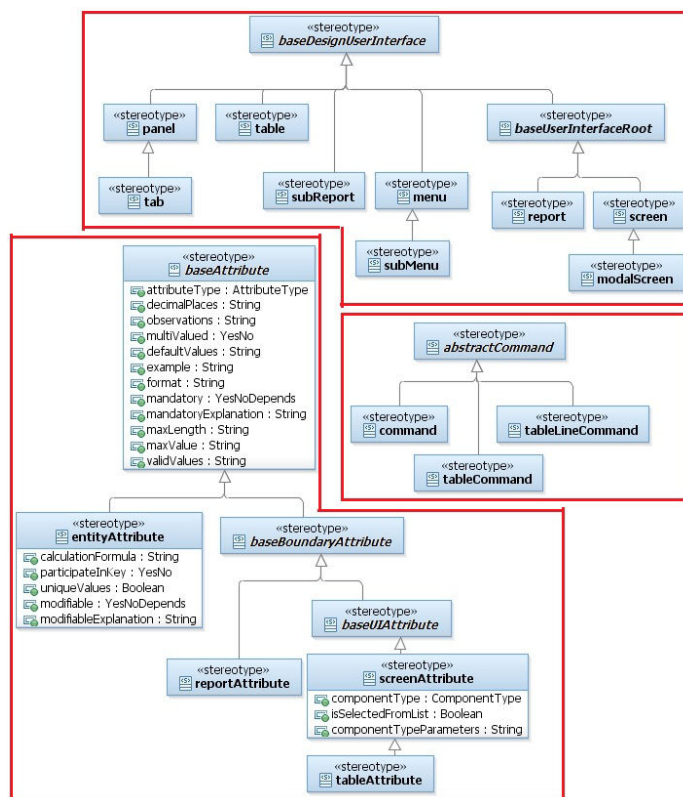 «stereotype»
baseDesignUserInterface
«stereotype»
panel
«stereotype»
table
«stereotype»
baseUserInterfaceRoot
«stereotype»
tab
«stereotype»
subReport
«stereotype»
menu
«stereotype»
report
«stereotype»
screen
«stereotype»
subMenu
«stereotype»
modalScreen
«stereotype»
baseAttribute
attributeType : AttributeType
decimalPlaces : String
observations : String
multiValued : YesNo
defaultValues : String
example : String
format : String
mandatory : YesNoDepends
mandatoryExplanation : String
maxLength : String
maxValue : String
validValues : String
«stereotype»
abstractCommand
«stereotype»
command
«stereotype»
tableLineCommand
«stereotype»
tableCommand
«stereotype»
entityAttribute
calculationFormula : String
participateInKey : YesNo
uniqueValues : Boolean
modifiable : YesNoDepends
modifiableExplanation : String
«stereotype»
baseBoundaryAttribute
«stereotype»
baseUIAttribute
«stereotype»
reportAttribute
«stereotype»
screenAttribute
componentType : ComponentType
isSelectedFromList : Boolean
componentTypeParameters : String
«stereotype»
tableAttribute